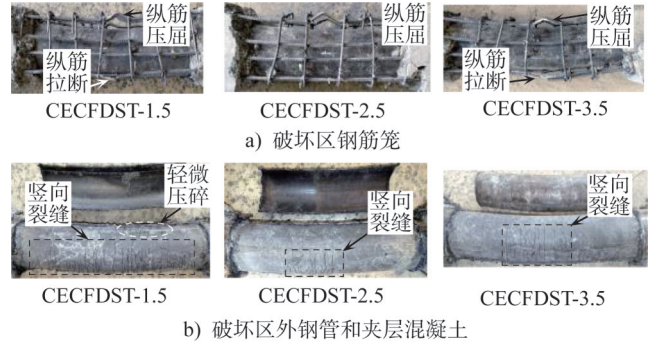 纵筋
压屈
纵筋
拉断
纵筋
压屈
纵筋
压屈
纵筋
拉断
CECFDST-1.5
CECFDST-2.5
CECFDST-3.5
a) 破坏区钢筋笼
竖向
裂缝
轻微
压碎
竖向
裂缝
竖向
裂缝
CECFDST-1.5
CECFDST-2.5
CECFDST-3.5
b) 破坏区外钢管和夹层混凝土